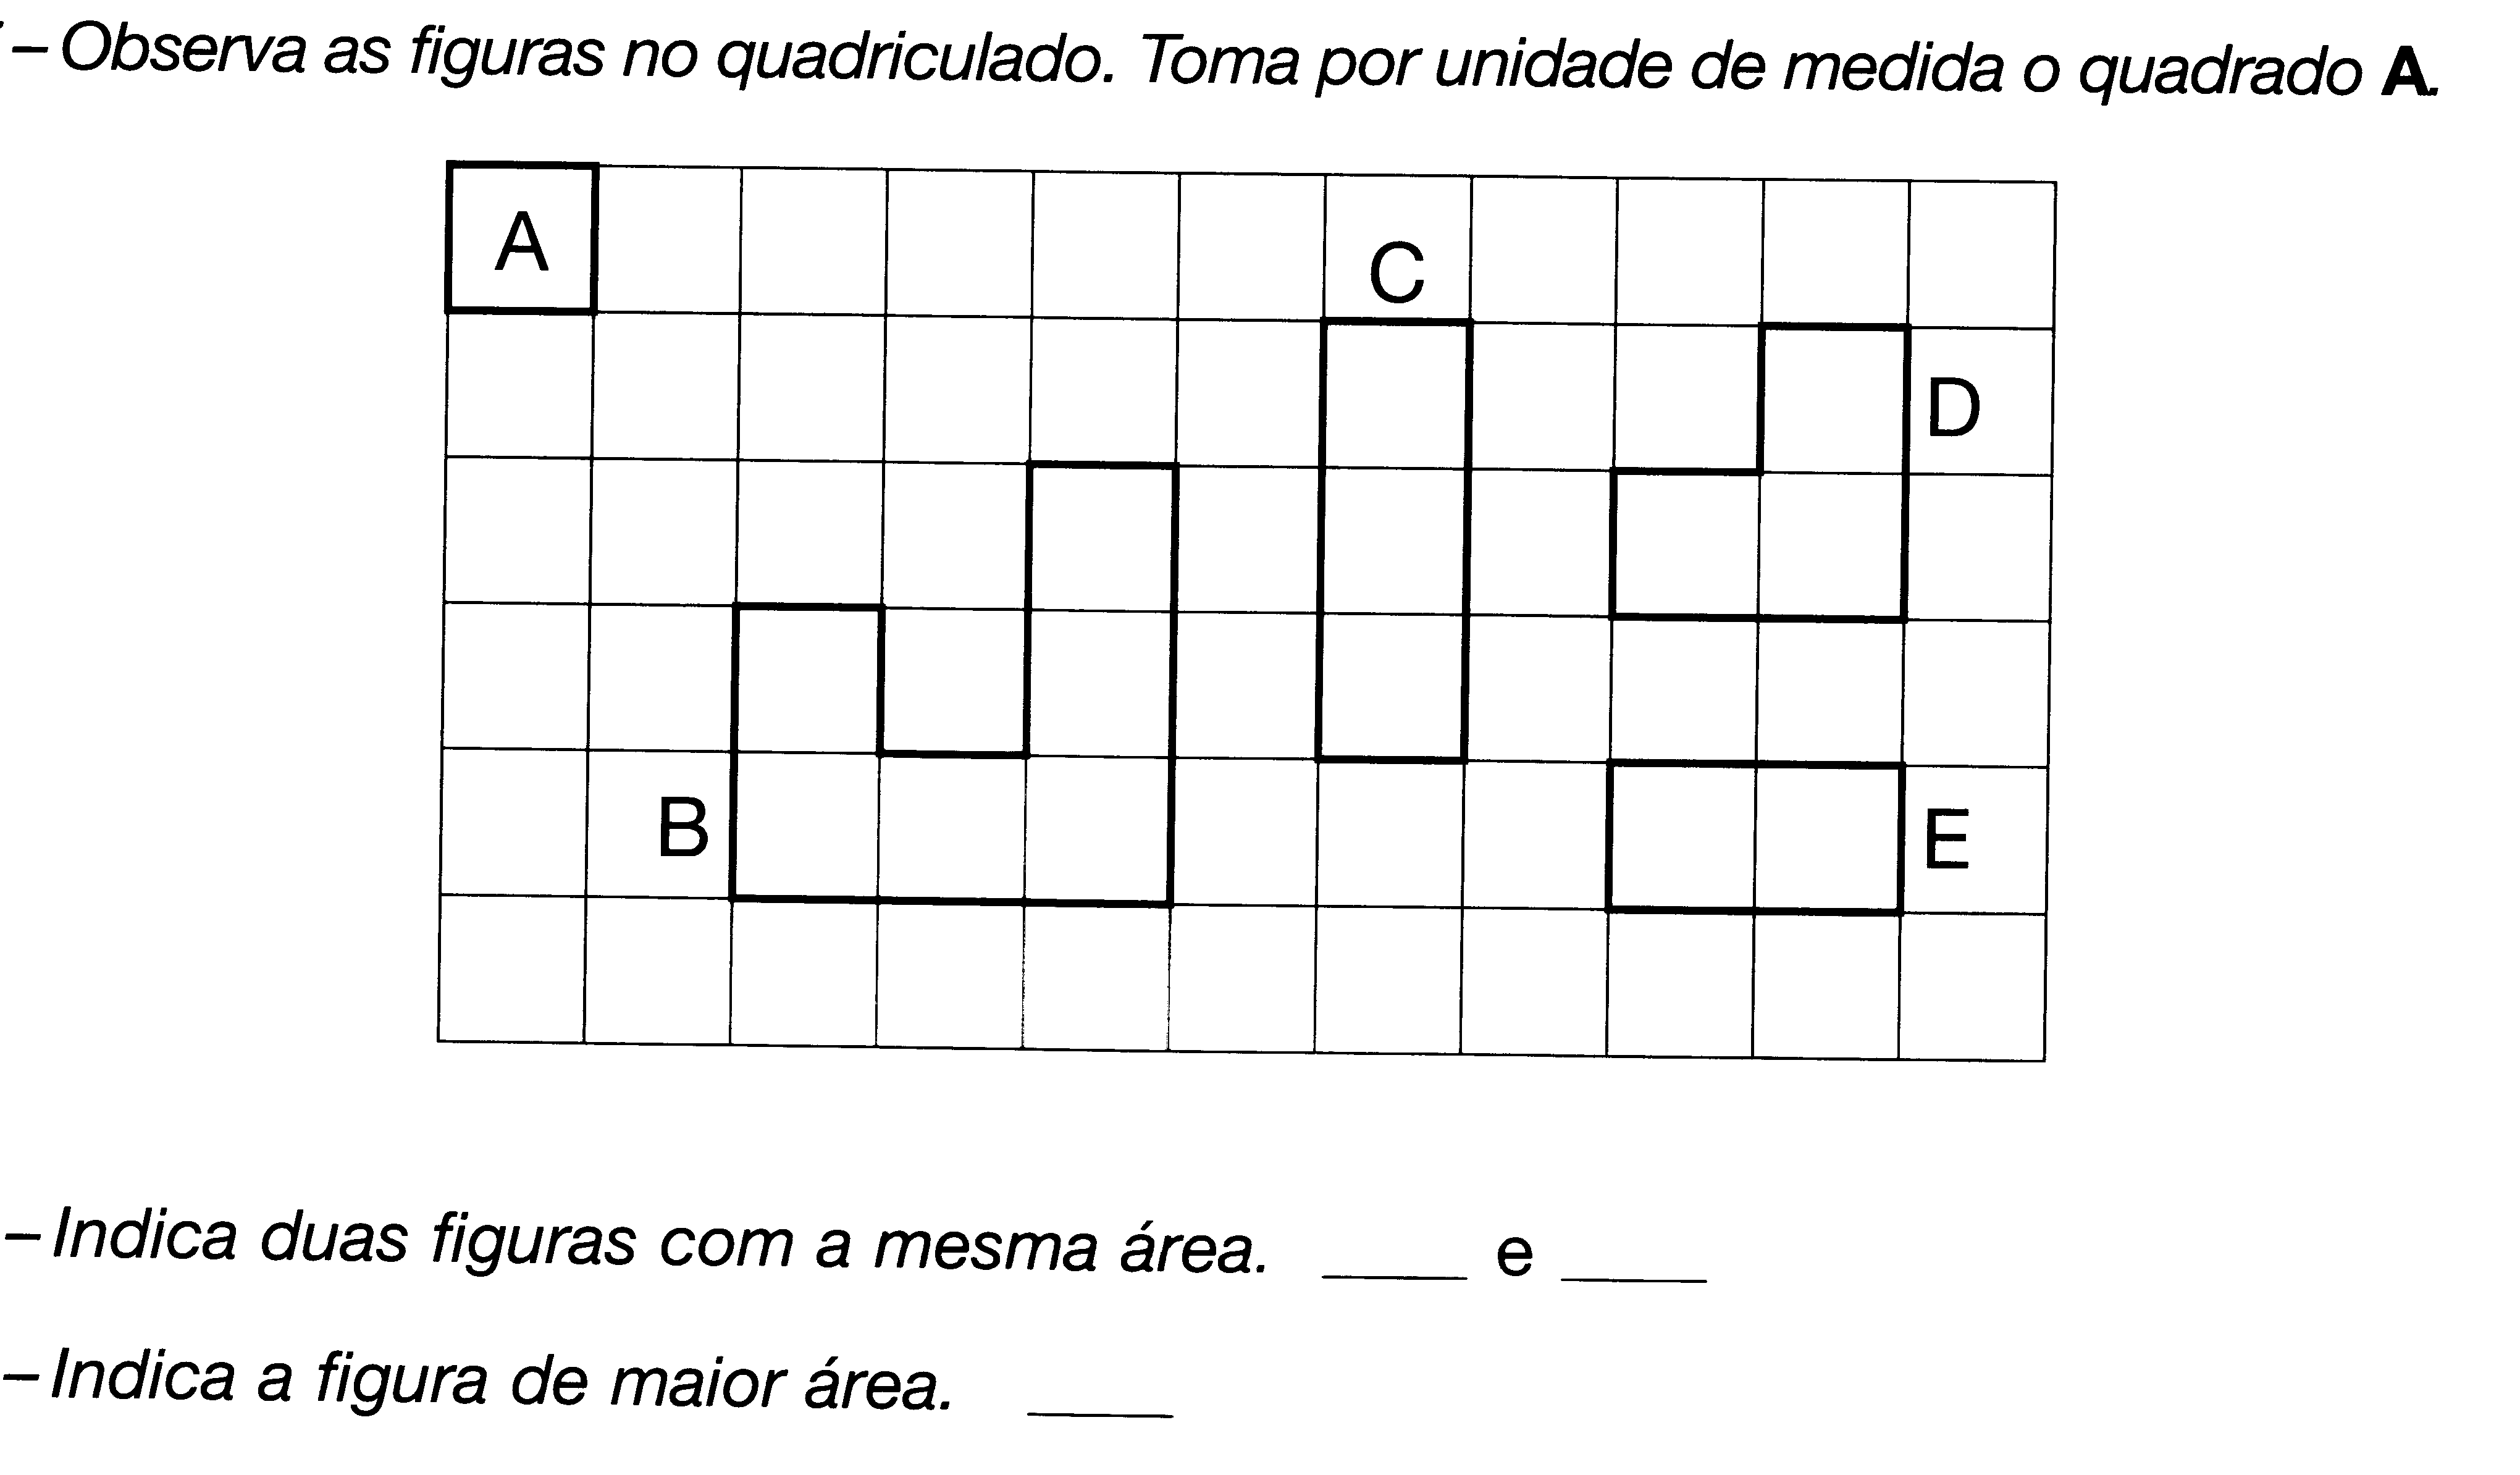 – Observa as figuras no quadriculado. Toma por unidade de medida o quadrado A.
A
C
D
B
E
– Indica duas figuras com a mesma área. ____ e ____
– Indica a figura de maior área. ____